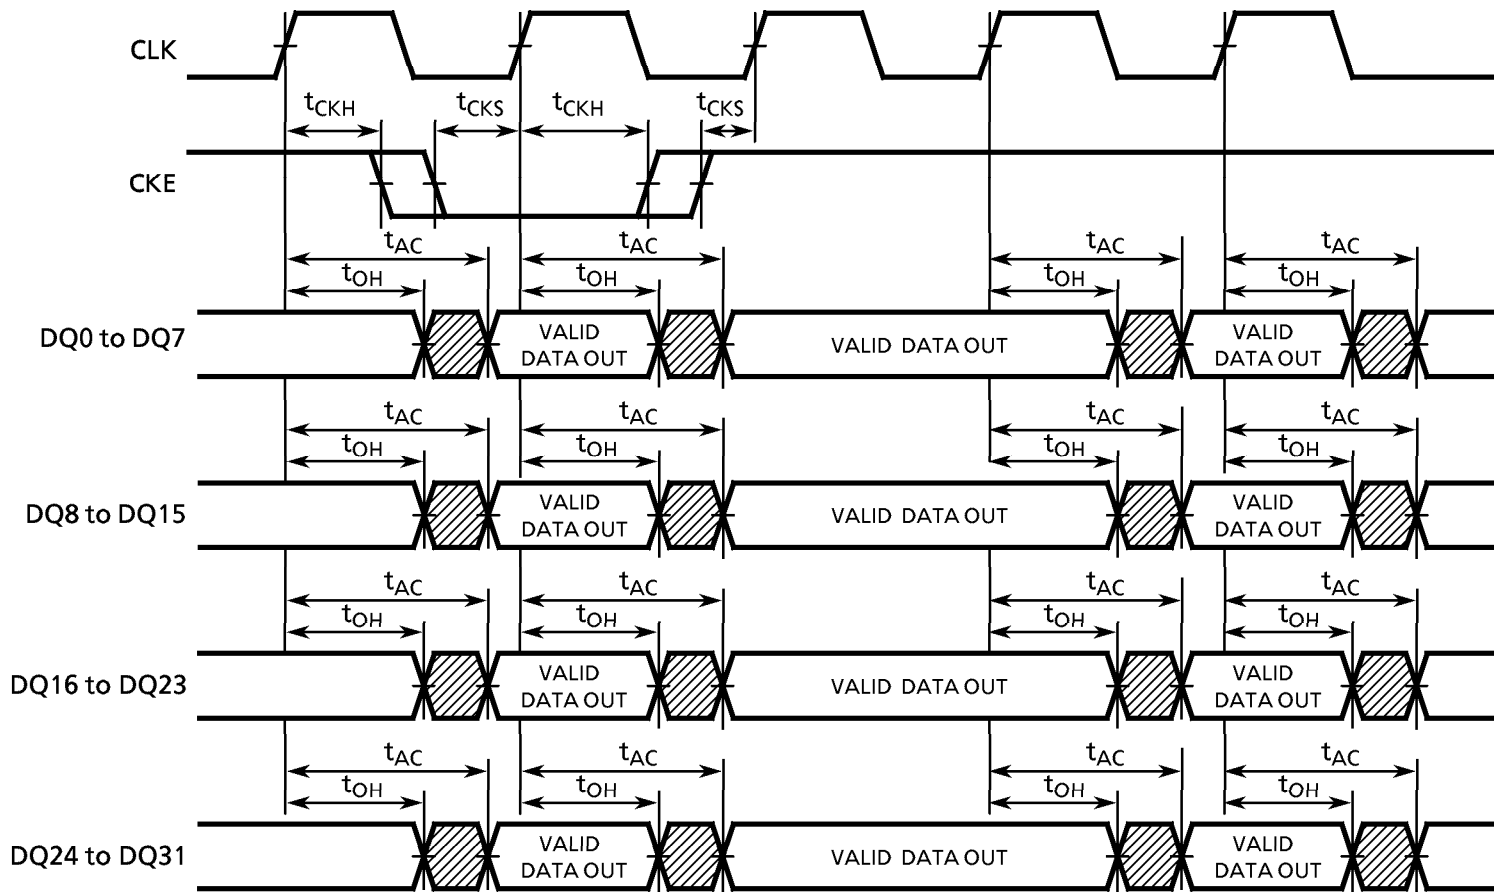 CLK
tCKH tCKS tCKH tCKS
CKE
tAC tAC tAC tAC
tOH tOH tOH tOH
DQ0 to DQ7
VALID DATA OUT
VALID DATA OUT
VALID DATA OUT
tAC tAC tAC tAC
tOH tOH tOH tOH
DQ8 to DQ15
VALID DATA OUT
VALID DATA OUT
VALID DATA OUT
tAC tAC tAC tAC
tOH tOH tOH tOH
DQ16 to DQ23
VALID DATA OUT
VALID DATA OUT
VALID DATA OUT
tAC tAC tAC tAC
tOH tOH tOH tOH
DQ24 to DQ31
VALID DATA OUT
VALID DATA OUT
VALID DATA OUT